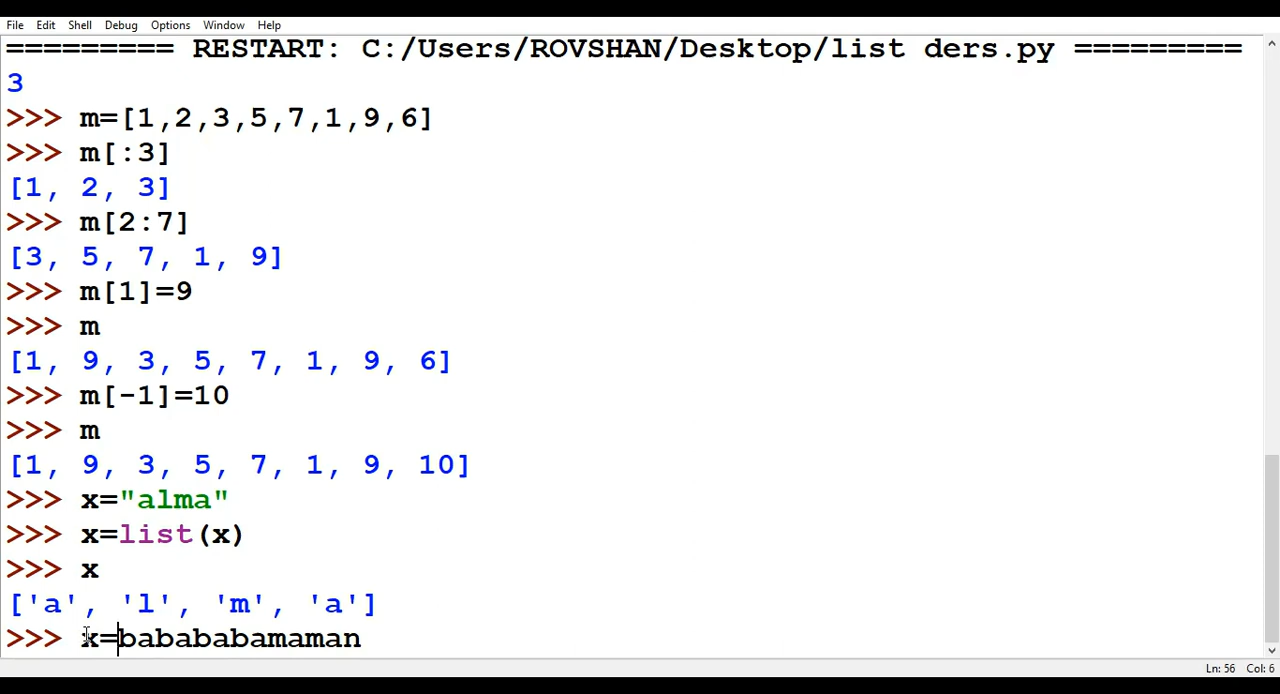 File Edit Shell Debug Options Window Help
========= RESTART: C:/Users/ROVSHAN/Desktop/list ders.py =========
3
>>> m=[1,2,3,5,7,1,9,6]
>>> m[:3]
[1, 2, 3]
>>> m[2:7]
[3, 5, 7, 1, 9]
>>> m[1]=9
>>> m
[1, 9, 3, 5, 7, 1, 9, 6]
>>> m[-1]=10
>>> m
[1, 9, 3, 5, 7, 1, 9, 10]
>>> x="alma"
>>> x=list(x)
>>> x
['a', 'l', 'm', 'a']
>>> x=babababamaman
Ln: 56 Col: 6